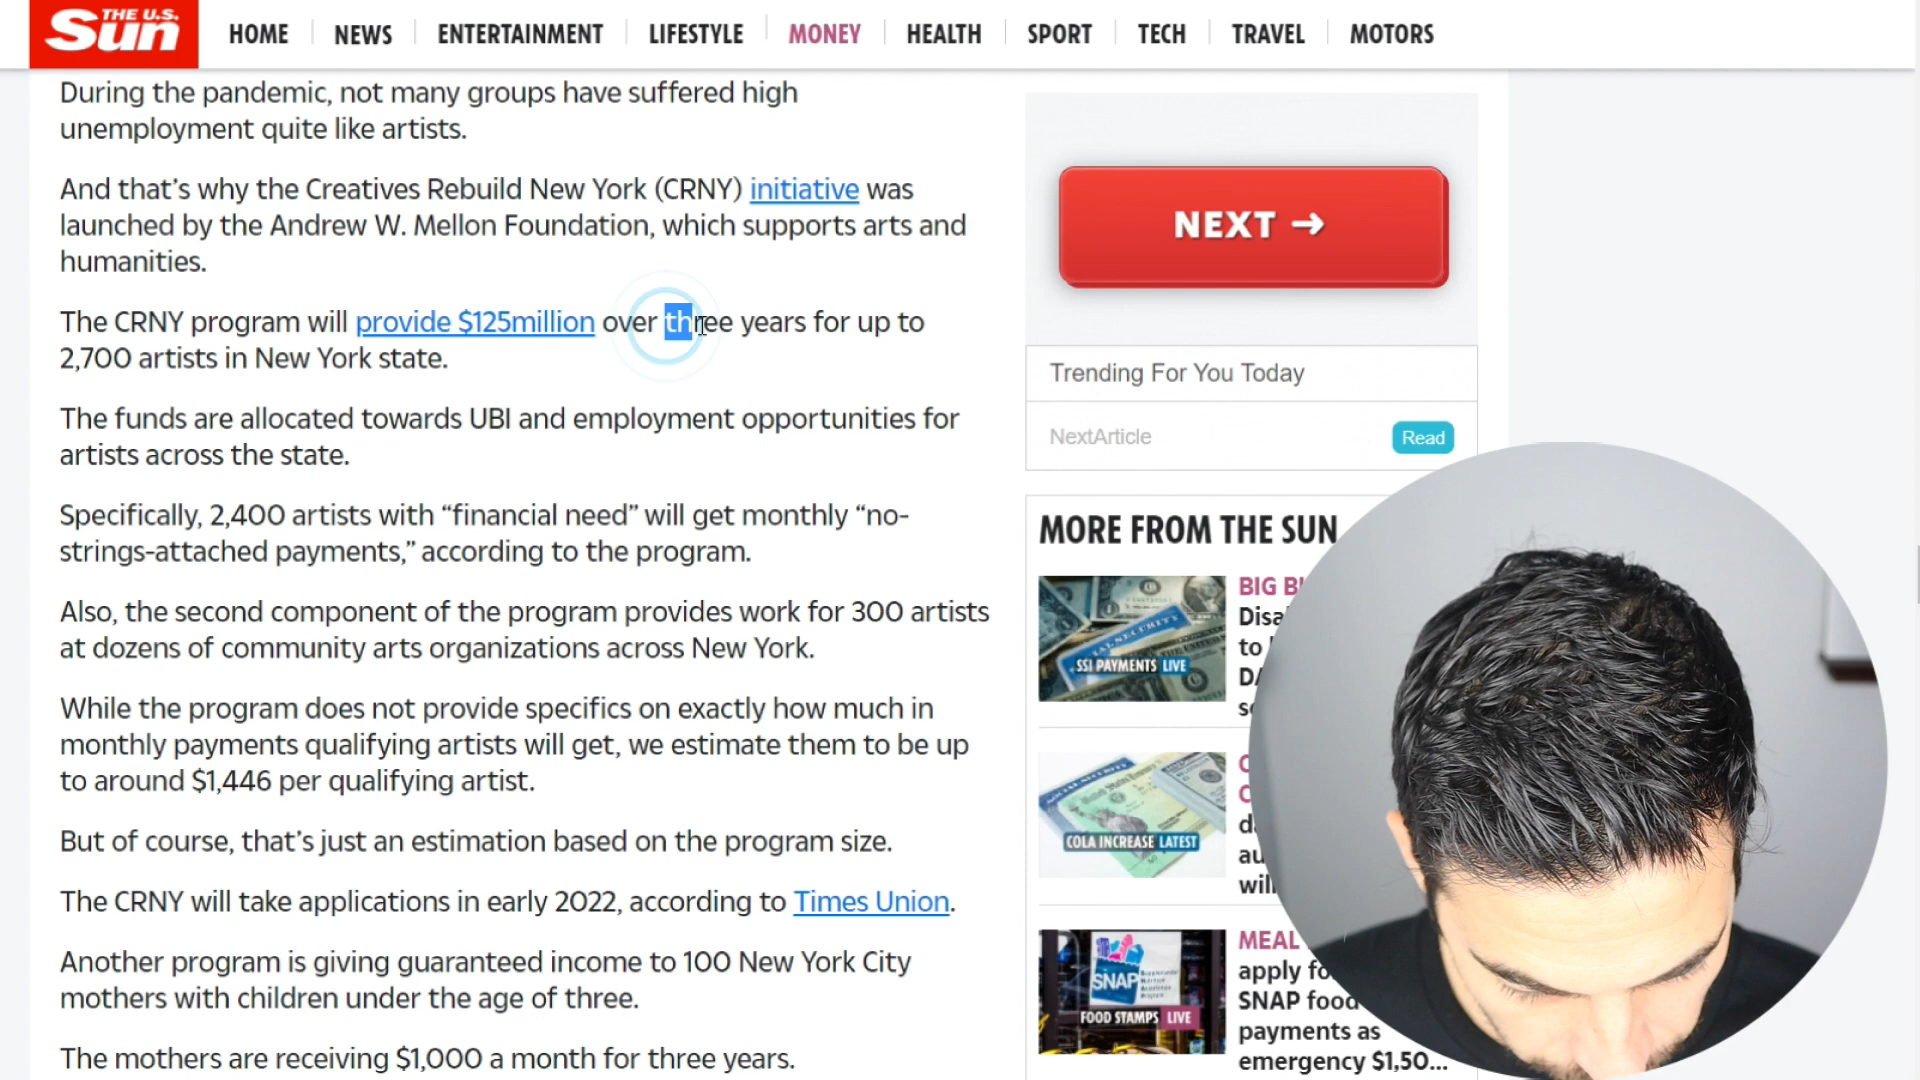 THE U.S.
Sun
HOME
NEWS
ENTERTAINMENT
LIFESTYLE
MONEY
HEALTH
SPORT
TECH
TRAVEL
MOTORS
During the pandemic, not many groups have suffered high
unemployment quite like artists.
And that’s why the Creatives Rebuild New York (CRNY) initiative was
launched by the Andrew W. Mellon Foundation, which supports arts and
humanities.
The CRNY program will provide $125million over three years for up to
2,700 artists in New York state.
The funds are allocated towards UBI and employment opportunities for
artists across the state.
Specifically, 2,400 artists with “financial need” will get monthly “no-
strings-attached payments,” according to the program.
Also, the second component of the program provides work for 300 artists
at dozens of community arts organizations across New York.
While the program does not provide specifics on exactly how much in
monthly payments qualifying artists will get, we estimate them to be up
to around $1,446 per qualifying artist.
But of course, that’s just an estimation based on the program size.
The CRNY will take applications in early 2022, according to Times Union.
Another program is giving guaranteed income to 100 New York City
mothers with children under the age of three.
The mothers are receiving $1,000 a month for three years.
NEXT →
Trending For You Today
NextArticle
Read
MORE FROM THE SUN
SSI PAYMENTS LIVE
BIG
to
COLA INCREASE LATEST
SNAP
FOOD STAMPS LIVE
MEAL
apply
SNAP food
payments as
emergency $1,50...